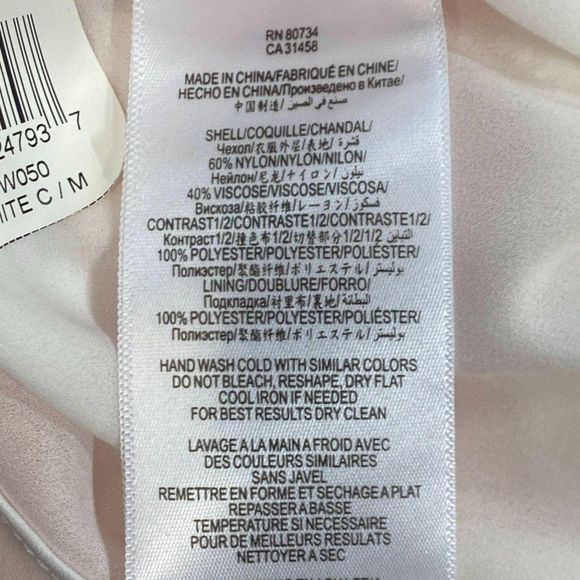 24793 7
W050
ITE C / M
RN 80734
CA 31458
MADE IN CHINA/FABRIQUÉ EN CHINE/
HECHO EN CHINA/Произведено в Китае/
中国制造/ صنع في الصين/
SHELL/COQUILLE/CHANDAL/
Чехол/衣服外层/表地/ قشرة/
60% NYLON/NYLON/NILON/
Нейлон/尼龙/ナイロン/ نيلون/
40% VISCOSE/VISCOSE/VISCOSA/
Вискоза/粘胶纤维/レーヨン/ فسكوز/
CONTRAST1/2/CONTRASTE1/2/CONTRASTE1/2/
Контраст1/2/撞色布1/2/切替部分1/2/1/2 التباين/
100% POLYESTER/POLYESTER/POLIÉSTER/
Полиэстер/聚酯纤维/ポリエステル/ بوليستر/
LINING/DOUBLURE/FORRO/
Подкладка/衬里布/裏地/ البطانة/
100% POLYESTER/POLYESTER/POLIÉSTER/
Полиэстер/聚酯纤维/ポリエステル/ بوليستر/
HAND WASH COLD WITH SIMILAR COLORS
DO NOT BLEACH, RESHAPE, DRY FLAT
COOL IRON IF NEEDED
FOR BEST RESULTS DRY CLEAN
LAVAGE A LA MAIN A FROID AVEC
DES COULEURS SIMILAIRES
SANS JAVEL
REMETTRE EN FORME ET SECHAGE A PLAT
REPASSER A BASSE
TEMPERATURE SI NECESSAIRE
POUR DE MEILLEURS RESULATS
NETTOYER A SEC